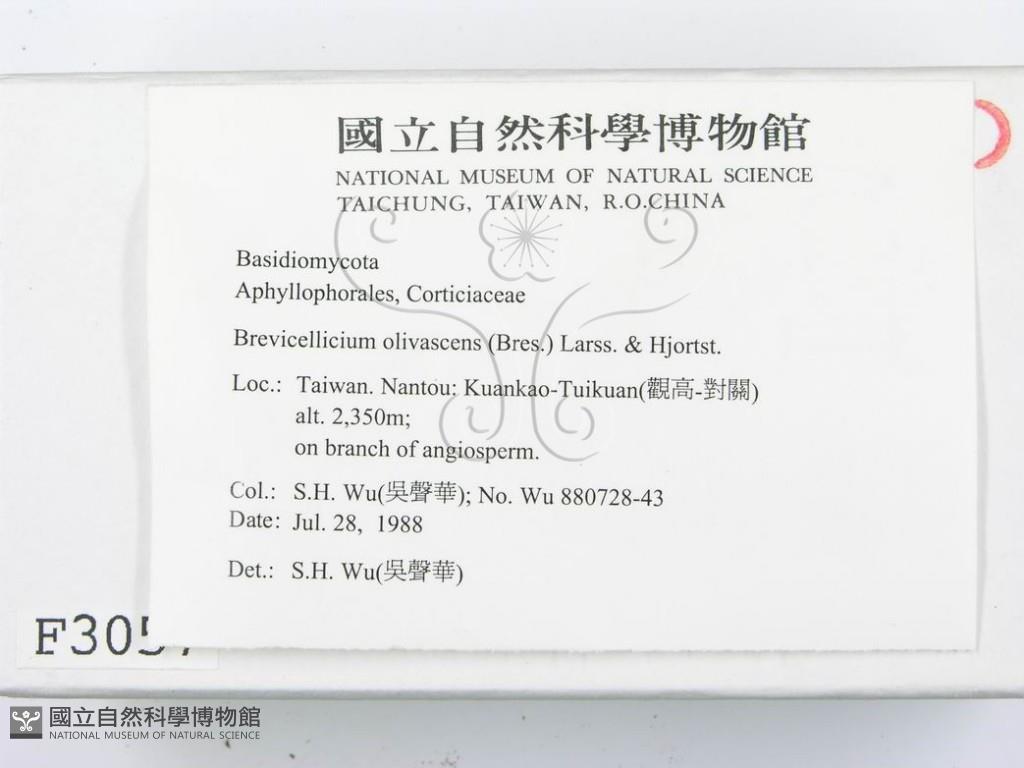 國立自然科學博物館
NATIONAL MUSEUM OF NATURAL SCIENCE
TAICHUNG, TAIWAN, R.O.CHINA
Basidiomycota
Aphyllophorales, Corticiaceae
Brevicellicium olivascens (Bres.) Larss. & Hjortst.
Loc.: Taiwan. Nantou: Kuankao-Tuikuan(觀高-對關)
alt. 2,350m;
on branch of angiosperm.
Col.: S.H. Wu(吳聲華); No. Wu 880728-43
Date: Jul. 28, 1988
Det.: S.H. Wu(吳聲華)
國立自然科學博物館
NATIONAL MUSEUM OF NATURAL SCIENCE